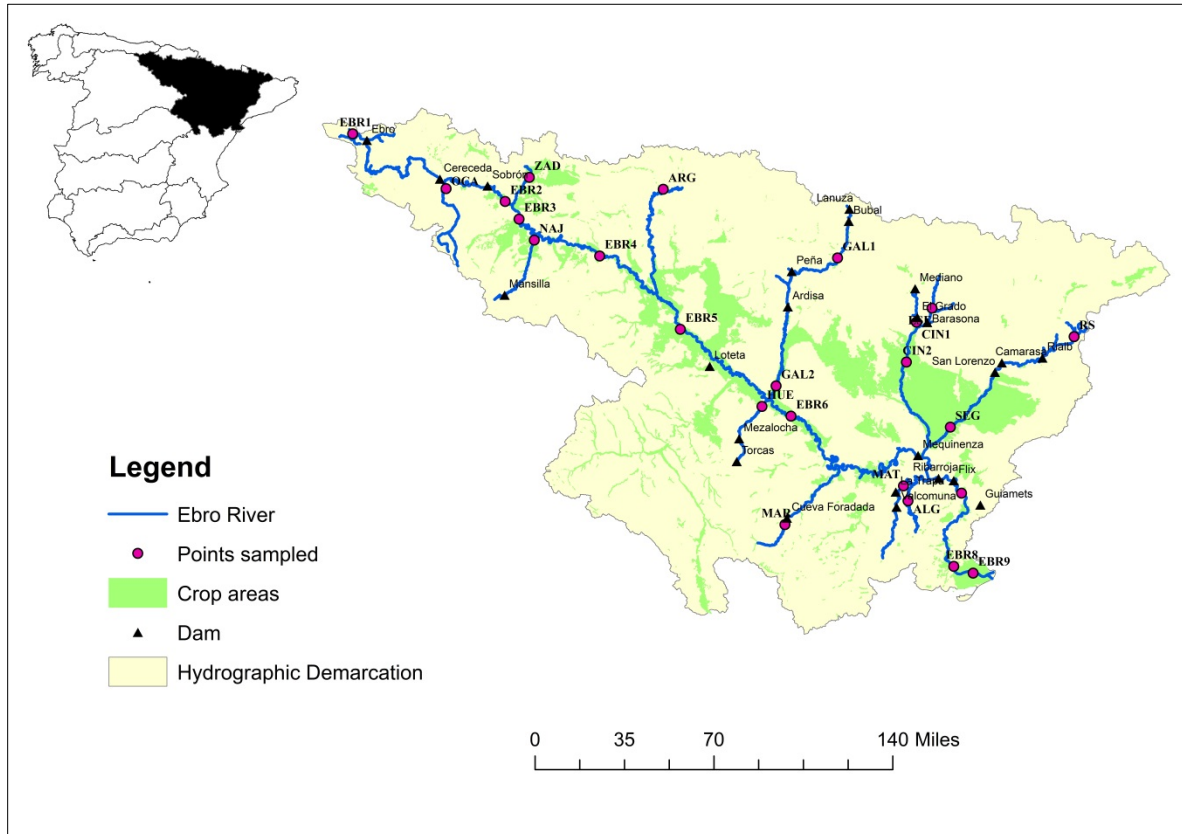 EBR1
Ebro
Cereceda
OCA
Sobrón
ZAD
EBR2
EBR3
NAJ
Mansilla
EBR4
ARG
Lanuza
Bubal
GAL1
Peña
Ardisa
EBR5
Loteta
Mediano
El Grado
Barasona
CIN1
CIN2
RS
Rialb
Camarasa
San Lorenzo
GAL2
HUE
EBR6
SEG
Mezalocha
Torcas
Mequinenza
Ribarroja
Flix
MAT
Valcomuna
Guiamets
ALG
Cueva Foradada
MAR
EBR8
EBR9
Legend
Ebro River
Points sampled
Crop areas
Dam
Hydrographic Demarcation
0 35 70 140 Miles